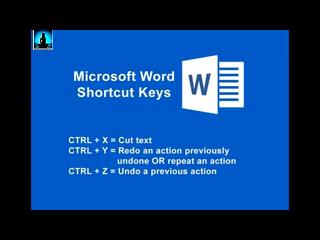 Microsoft Word
Shortcut Keys
W
CTRL + X = Cut text
CTRL + Y = Redo an action previously
undone OR repeat an action
CTRL + Z = Undo a previous action